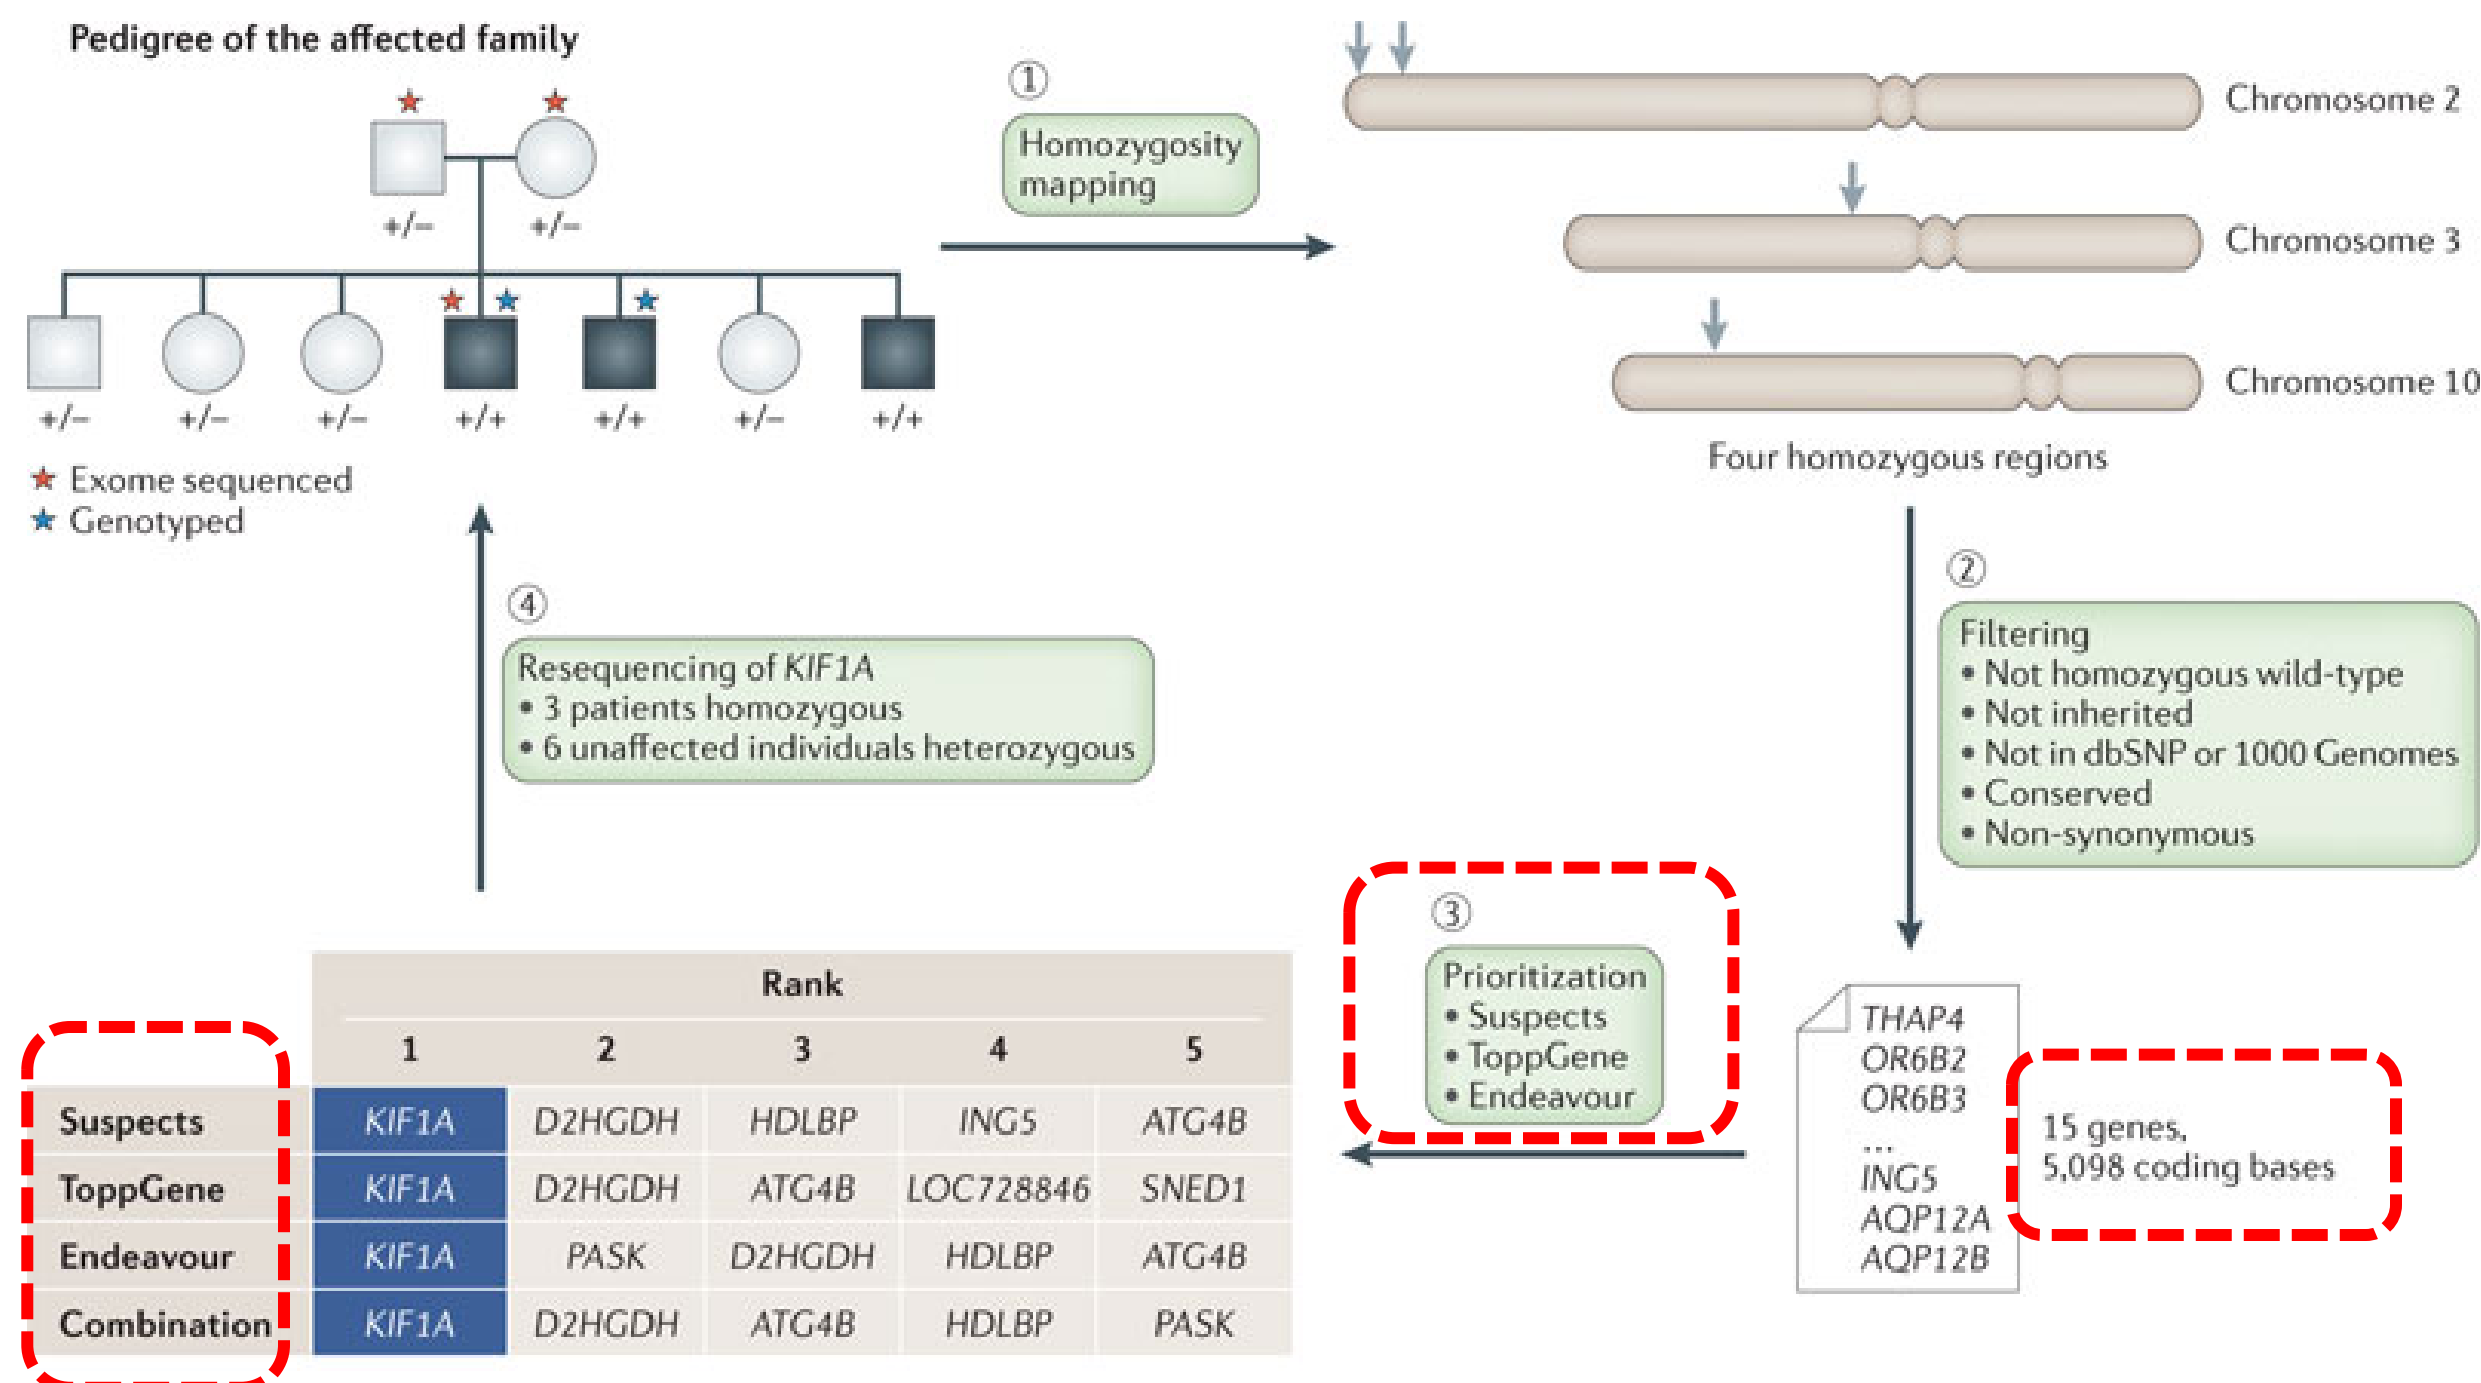 Pedigree of the affected family
+/–
+/–
+/–
+/–
+/–
+/+
+/+
+/–
+/+
Exome sequenced
Genotyped
①
Homozygosity
mapping
Chromosome 2
Chromosome 3
Chromosome 10
Four homozygous regions
②
Filtering
• Not homozygous wild-type
• Not inherited
• Not in dbSNP or 1000 Genomes
• Conserved
• Non-synonymous
THAP4
OR6B2
OR6B3
...
ING5
AQP12A
AQP12B
15 genes,
5,098 coding bases
③
Prioritization
• Suspects
• ToppGene
• Endeavour
Rank
1 2 3 4 5
Suspects KIF1A D2HGDH HDLBP ING5 ATG4B
ToppGene KIF1A D2HGDH ATG4B LOC728846 SNED1
Endeavour KIF1A PASK D2HGDH HDLBP ATG4B
Combination KIF1A D2HGDH ATG4B HDLBP PASK
④
Resequencing of KIF1A
• 3 patients homozygous
• 6 unaffected individuals heterozygous